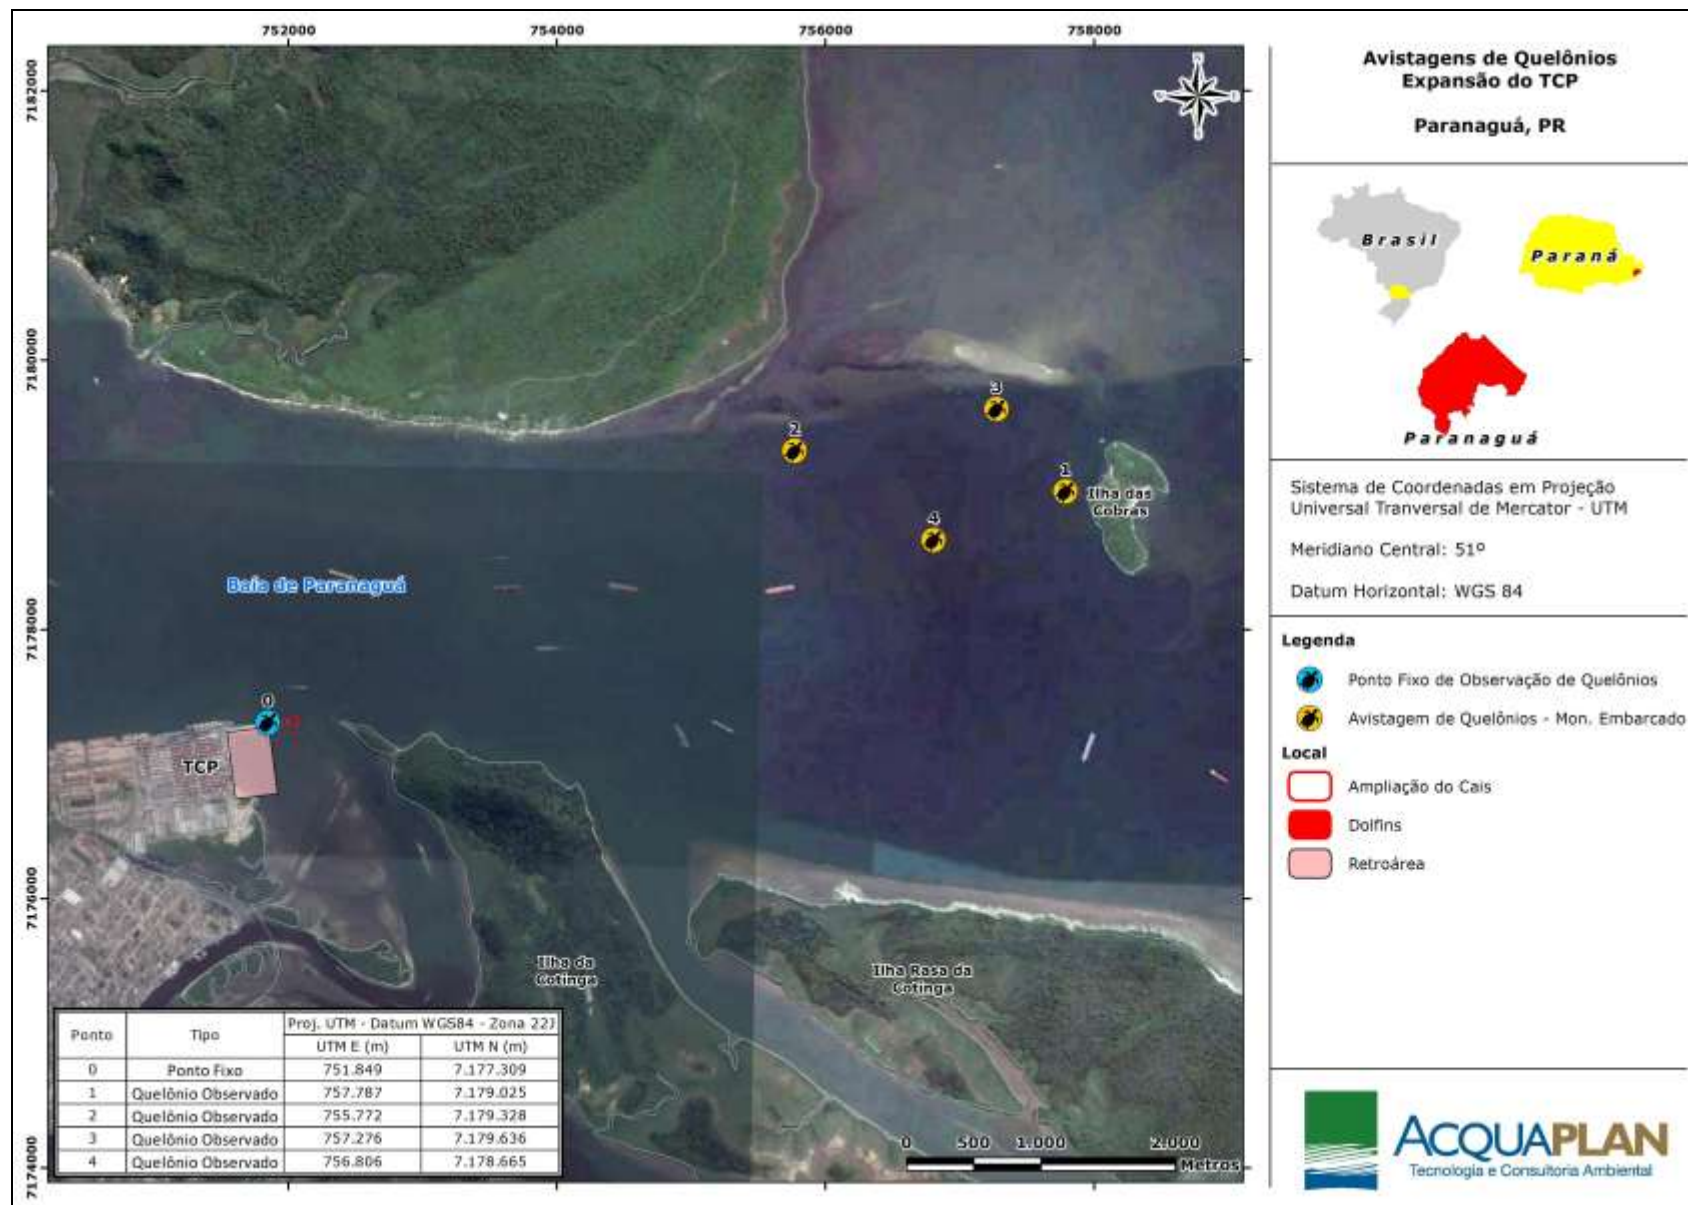 752000
754000
756000
758000
7182000
7180000
7178000
7176000
7174000
N
S
3
2
1
4
0
Ilha das
Cobras
Baía de Paranaguá
TCP
Ilha da
Cotinga
Ilha Rasa da
Cotinga
Ponto Tipo Proj. UTM - Datum WGS84 - Zona 22J
UTM E (m) UTM N (m)
0 Ponto Fixo 751.849 7.177.309
1 Quelônio Observado 757.787 7.179.025
2 Quelônio Observado 755.772 7.179.328
3 Quelônio Observado 757.276 7.179.636
4 Quelônio Observado 756.806 7.178.665
0 500 1.000 2.000
Metros
Avistagens de Quelônios
Expansão do TCP
Paranaguá, PR
Brasil
Paraná
Paranaguá
Sistema de Coordenadas em Projeção
Universal Tranversal de Mercator - UTM
Meridiano Central: 51º
Datum Horizontal: WGS 84
Legenda
Ponto Fixo de Observação de Quelônios
Avistagem de Quelônios - Mon. Embarcado
Local
Ampliação do Cais
Dolfins
Retroárea
ACQUAPLAN
Tecnologia e Consultoria Ambiental